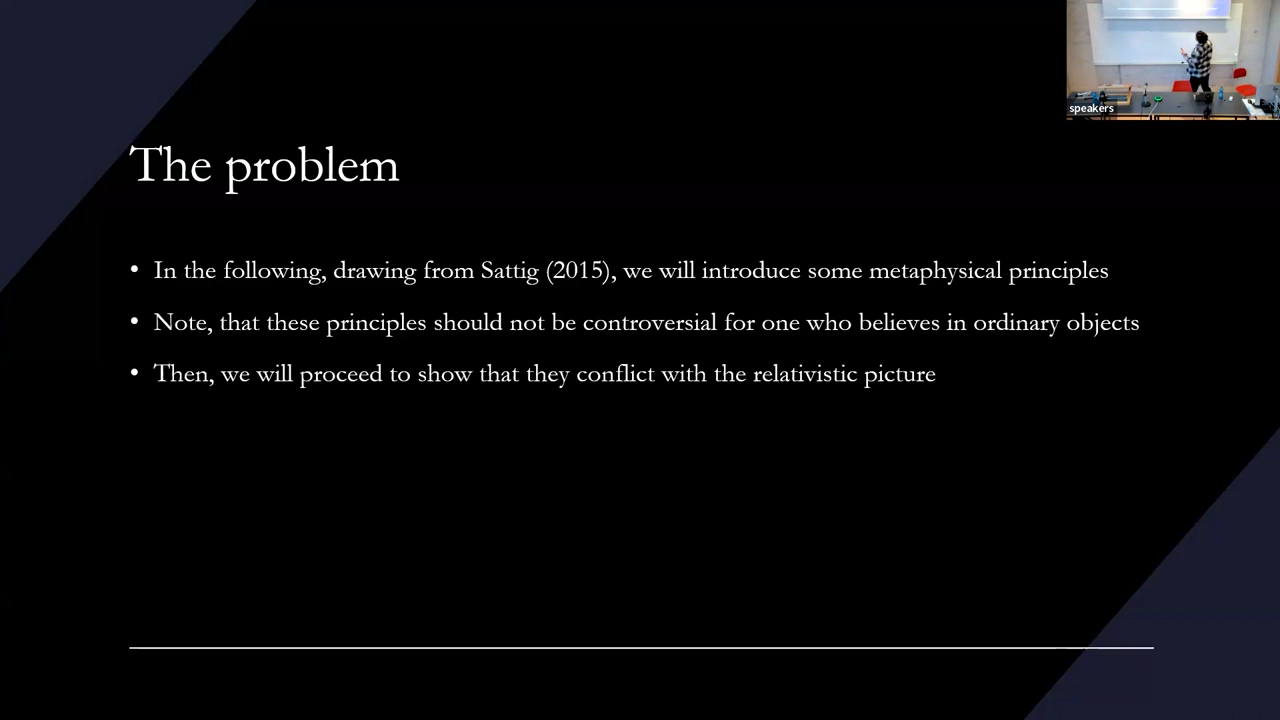 speakers
The problem
• In the following, drawing from Sattig (2015), we will introduce some metaphysical principles
• Note, that these principles should not be controversial for one who believes in ordinary objects
• Then, we will proceed to show that they conflict with the relativistic picture